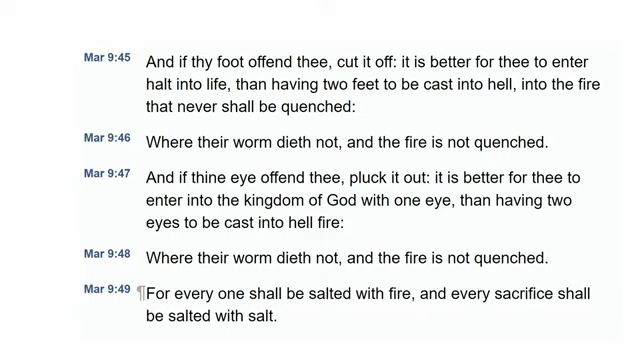 Mar 9:45 And if thy foot offend thee, cut it off: it is better for thee to enter
halt into life, than having two feet to be cast into hell, into the fire
that never shall be quenched:
Mar 9:46 Where their worm dieth not, and the fire is not quenched.
Mar 9:47 And if thine eye offend thee, pluck it out: it is better for thee to
enter into the kingdom of God with one eye, than having two
eyes to be cast into hell fire:
Mar 9:48 Where their worm dieth not, and the fire is not quenched.
Mar 9:49 ¶For every one shall be salted with fire, and every sacrifice shall
be salted with salt.